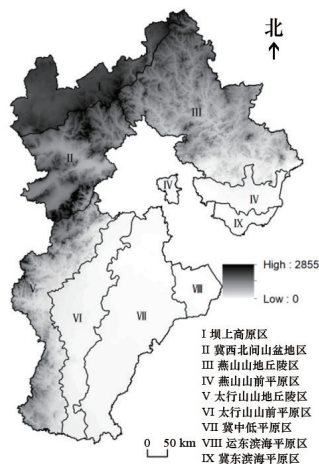 北
I
III
II
IV
IV
IX
High : 2855
Low : 0
V
VIII
VI
VII
I 坝上高原区
II 冀西北间山盆地区
III 燕山山地丘陵区
IV 燕山山前平原区
V 太行山山地丘陵区
VI 太行山山前平原区
VII 冀中低平原区
VIII 运东滨海平原区
IX 冀东滨海平原区
0 50 km